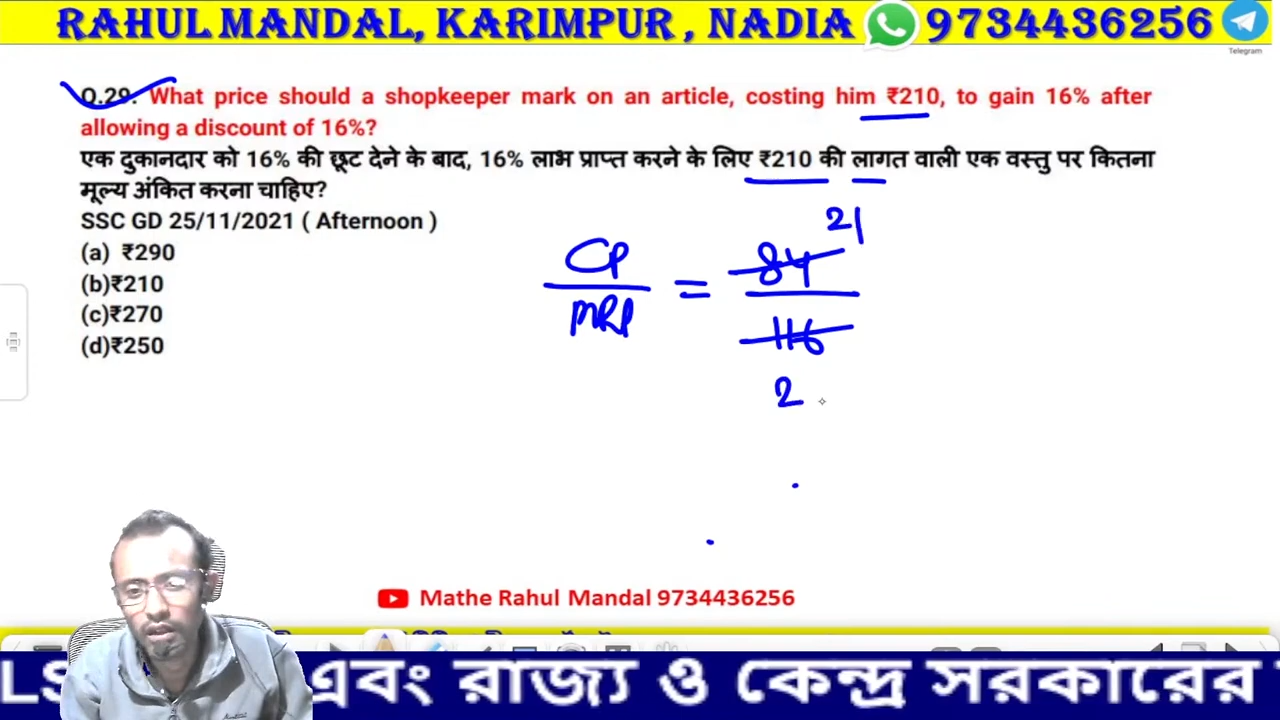 RAHUL MANDAL, KARIMPUR , NADIA 9734436256
Telegram
Q.29. What price should a shopkeeper mark on an article, costing him ₹210, to gain 16% after
allowing a discount of 16%?
एक दुकानदार को 16% की छूट देने के बाद, 16% लाभ प्राप्त करने के लिए ₹210 की लागत वाली एक वस्तु पर कितना
मूल्य अंकित करना चाहिए?
SSC GD 25/11/2021 ( Afternoon )
(a) ₹290
(b)₹210
(c)₹270
(d)₹250
21
CP
MRP
=
84
116
2
Mathe Rahul Mandal 9734436256
এবং রাজ্য ও কেন্দ্র সরকারের